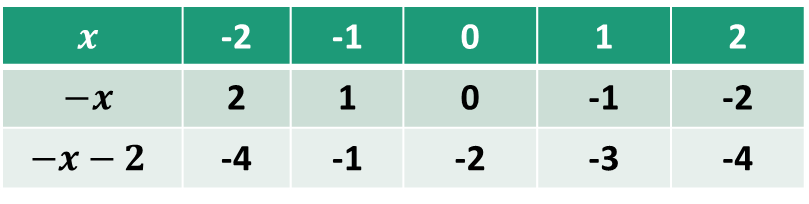 x -2 -1 0 1 2
−x 2 1 0 -1 -2
−x − 2 -4 -1 -2 -3 -4